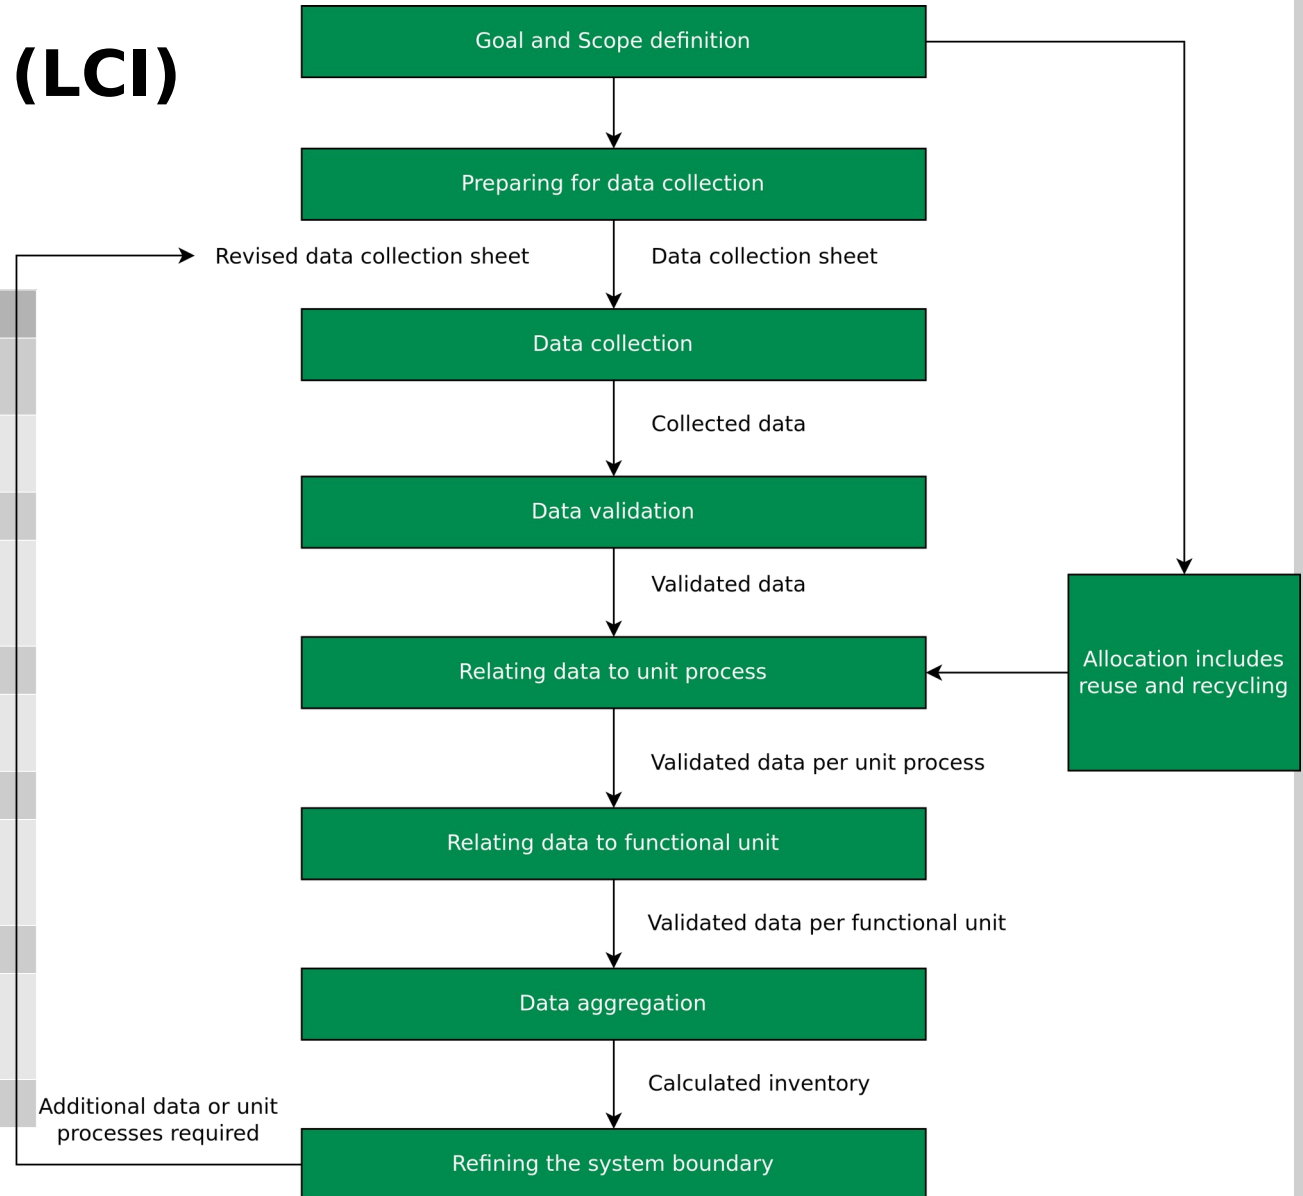 (LCI)
Goal and Scope definition
Preparing for data collection
Revised data collection sheet
Data collection sheet
Data collection
Collected data
Data validation
Validated data
Relating data to unit process
Allocation includes
reuse and recycling
Validated data per unit process
Relating data to functional unit
Validated data per functional unit
Data aggregation
Calculated inventory
Additional data or unit
processes required
Refining the system boundary